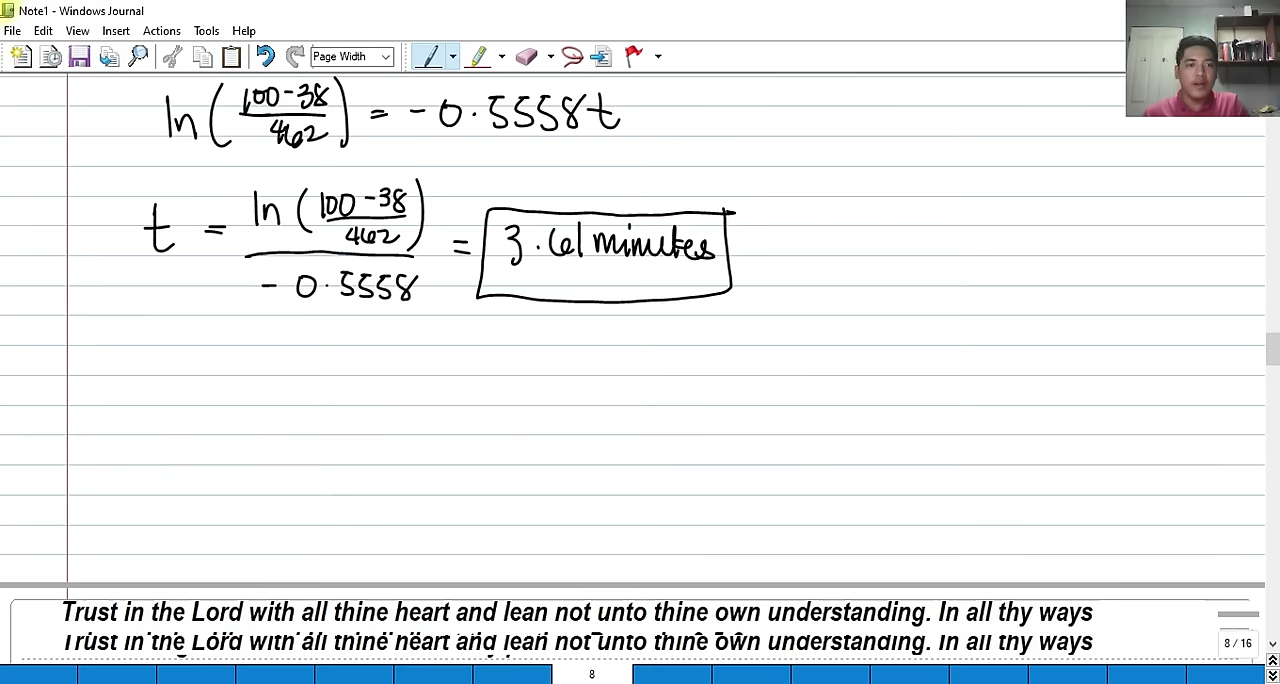 Note1 - Windows Journal
File Edit View Insert Actions Tools Help
Page Width
ln(100-38/462) = -0.5558t
t = ln(100-38/462)/-0.5558 = 3.61 minutes
Trust in the Lord with all thine heart and lean not unto thine own understanding. In all thy ways
Trust in the Lord with all thine heart and lean not unto thine own understanding. In all thy ways
8 / 16
8